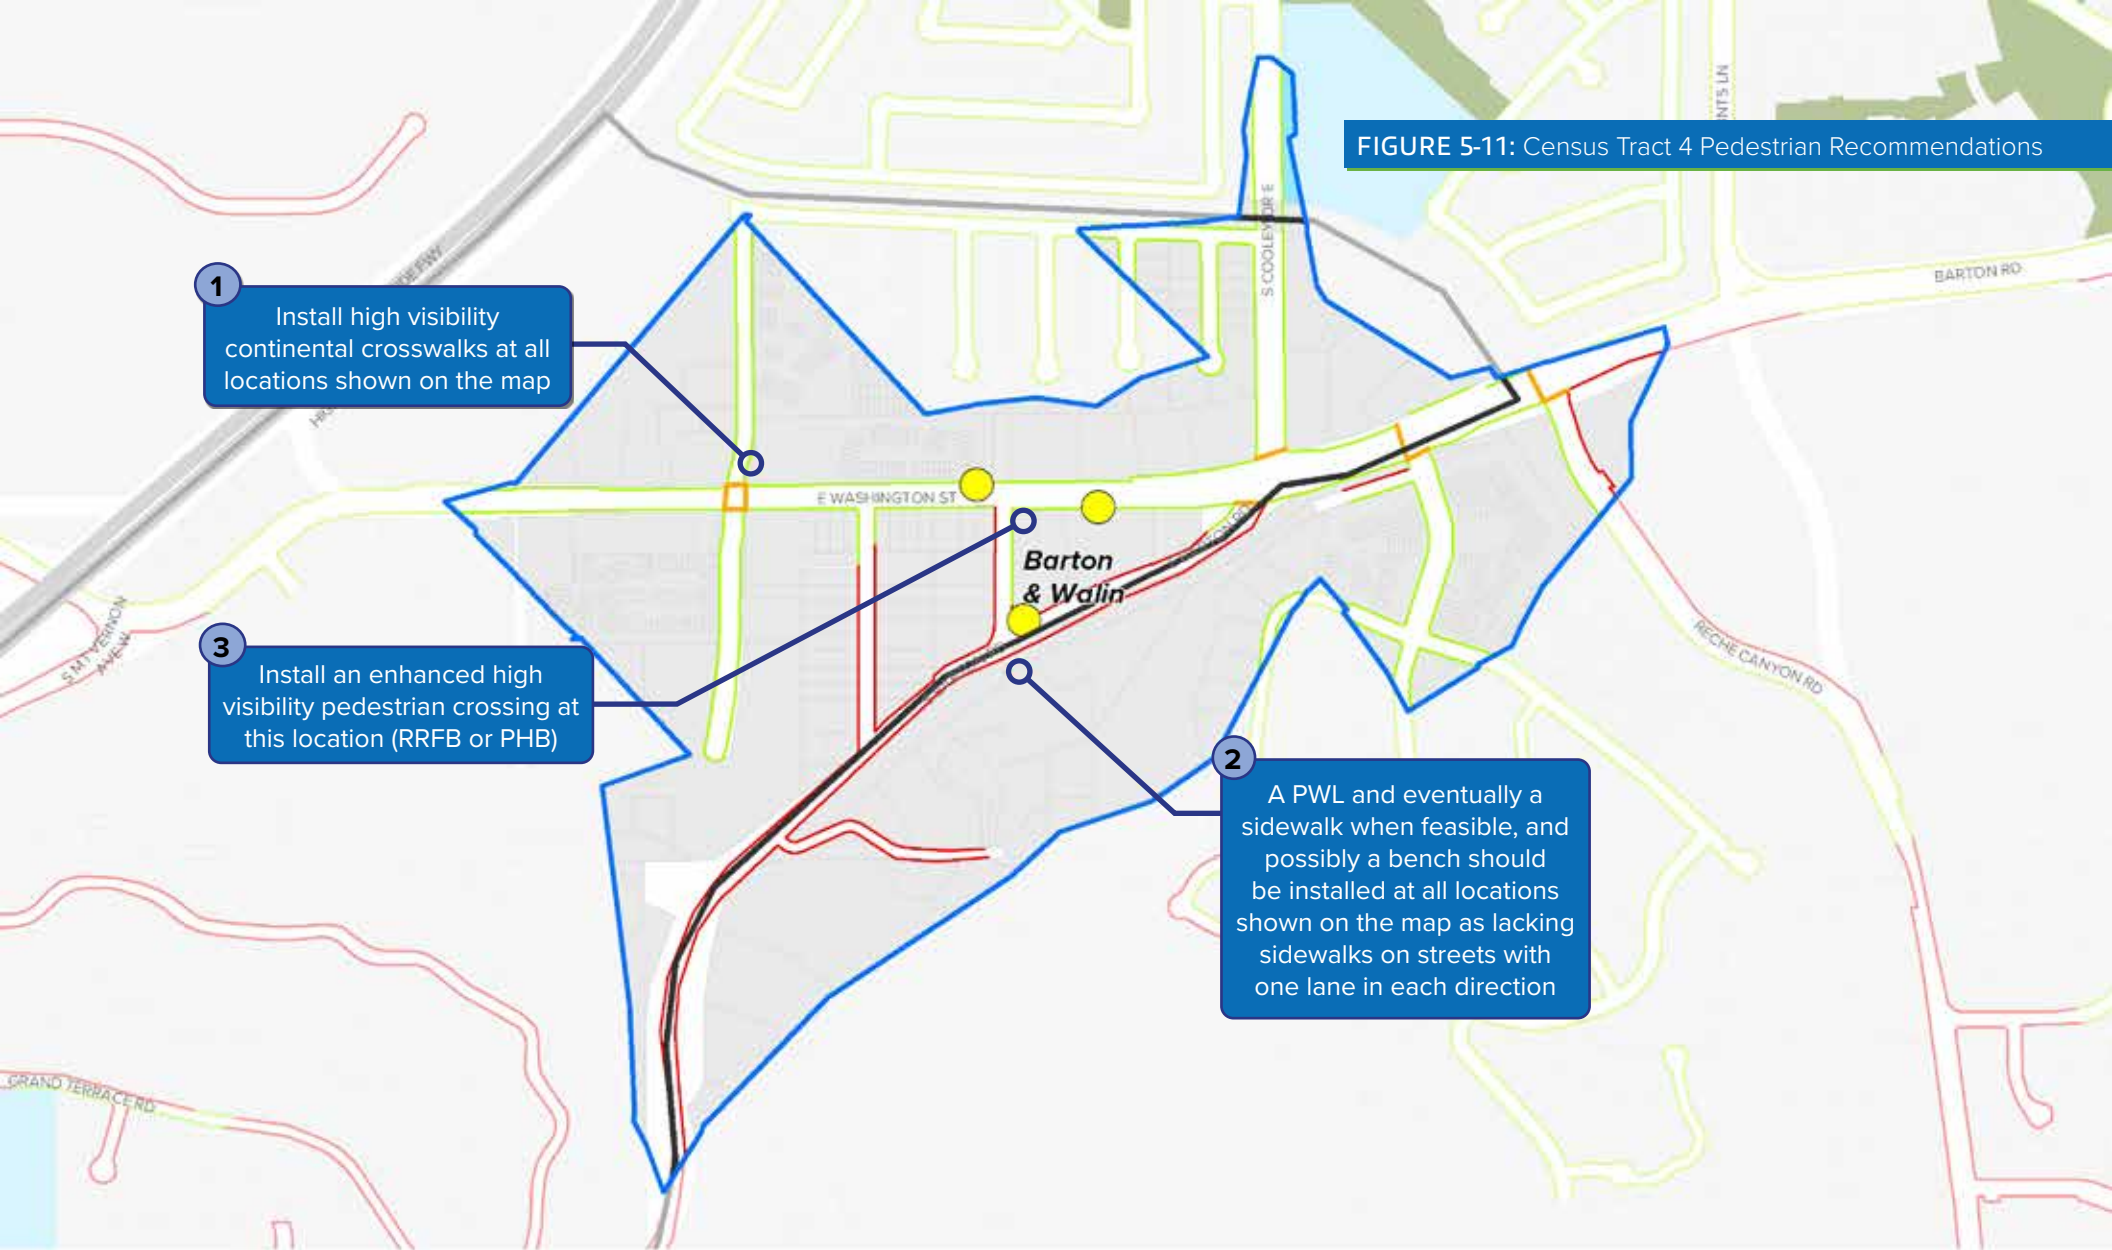 NTS LN
FIGURE 5-11: Census Tract 4 Pedestrian Recommendations
S COOLEY DR E
BARTON RD
1
Install high visibility
continental crosswalks at all
locations shown on the map
E WASHINGTON ST
Barton
& Walin
S MT VERNON
AVE W
3
Install an enhanced high
visibility pedestrian crossing at
this location (RRFB or PHB)
RECHE CANYON RD
2
A PWL and eventually a
sidewalk when feasible, and
possibly a bench should
be installed at all locations
shown on the map as lacking
sidewalks on streets with
one lane in each direction
GRAND TERRACE RD